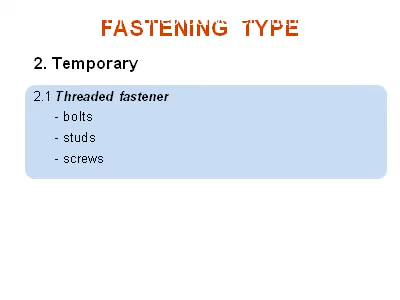 FASTENING TYPE
2. Temporary
2.1 Threaded fastener
- bolts
- studs
- screws